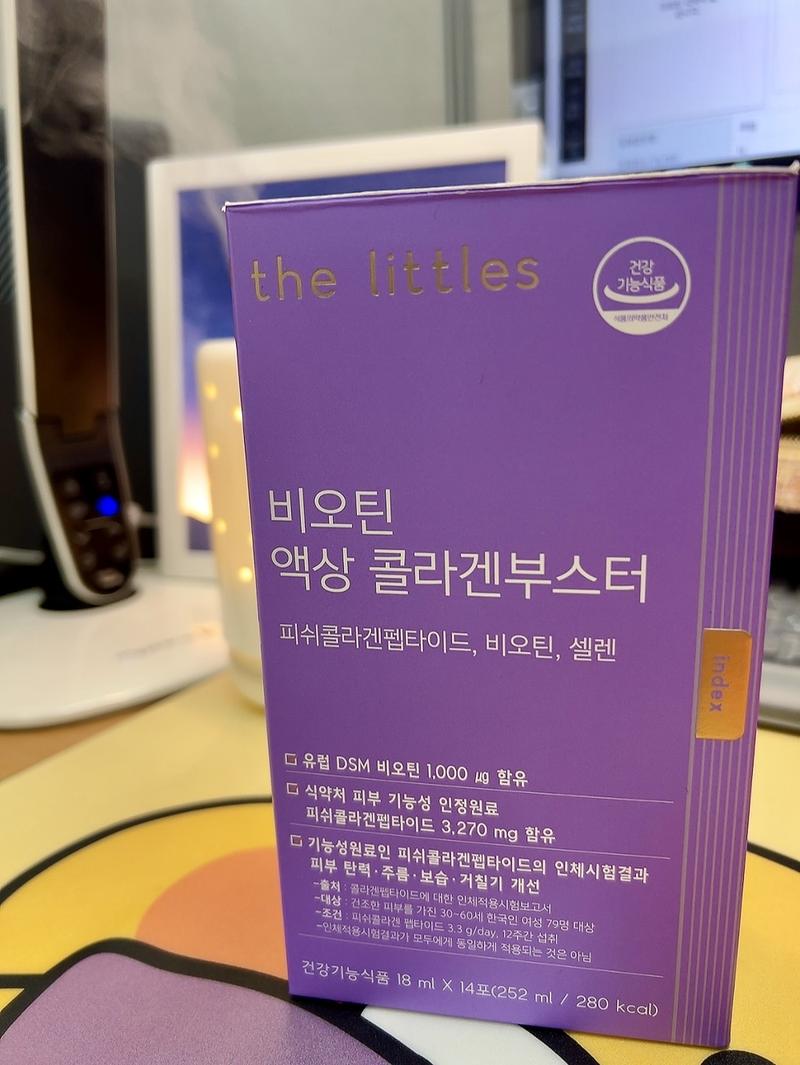 the littles
건강
기능식품
식품의약품안전처
비오틴
액상 콜라겐부스터
피쉬콜라겐펩타이드, 비오틴, 셀렌
index
유럽 DSM 비오틴 1,000 µg 함유
식약처 피부 기능성 인정원료
피쉬콜라겐펩타이드 3,270 mg 함유
기능성원료인 피쉬콜라겐펩타이드의 인체시험결과
피부 탄력·주름·보습·거칠기 개선
-출처 : 콜라겐펩타이드에 대한 인체적용시험보고서
-대상 : 건조한 피부를 가진 30~60세 한국인 여성 79명 대상
-조건 : 피쉬콜라겐 펩타이드 3.3 g/day, 12주간 섭취
-인체적용시험결과가 모두에게 동일하게 적용되는 것은 아님
건강기능식품 18 ml X 14포(252 ml / 280 kcal)